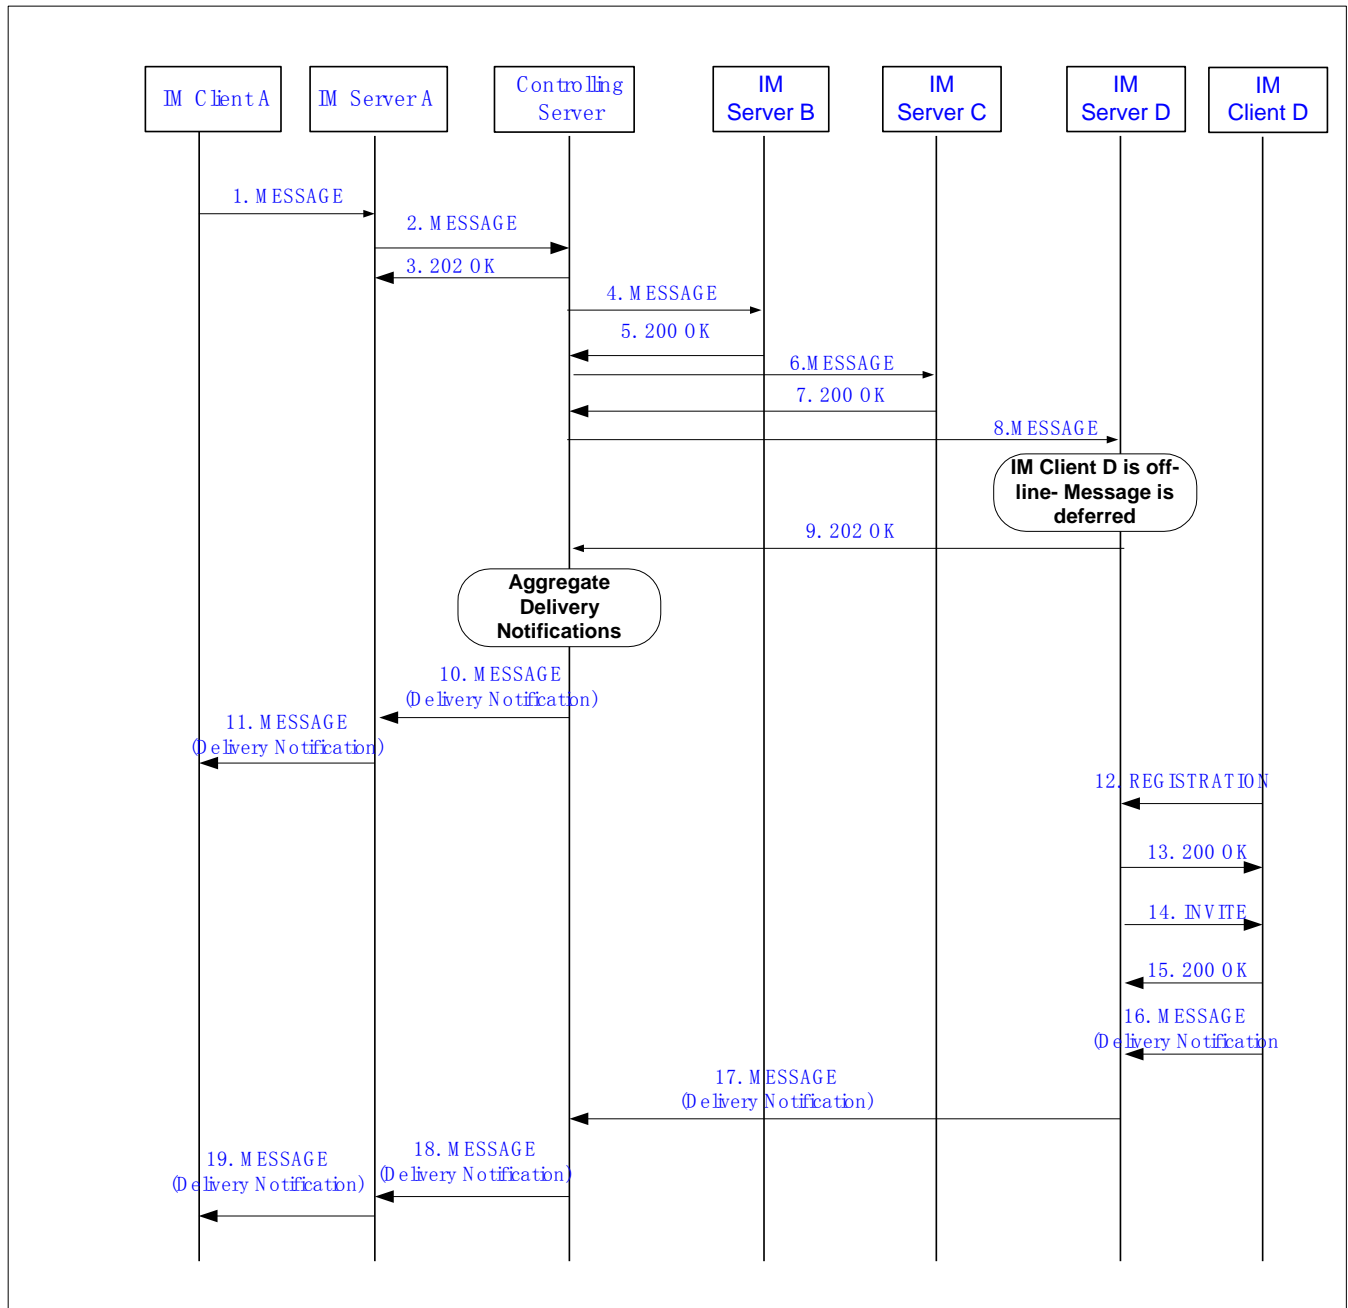 IM Client A
IM Server A
Controlling
Server
IM
Server B
IM
Server C
IM
Server D
IM
Client D
1. MESSAGE
2. MESSAGE
3. 202 OK
4. MESSAGE
5. 200 OK
6.MESSAGE
7. 200 OK
8.MESSAGE
IM Client D is off-
line- Message is
deferred
9. 202 OK
Aggregate
Delivery
Notifications
10. MESSAGE
(Delivery Notification)
11. MESSAGE
(Delivery Notification)
12. REGISTRATION
13. 200 OK
14. INVITE
15. 200 OK
16. MESSAGE
(Delivery Notification
17. MESSAGE
(Delivery Notification)
18. MESSAGE
(Delivery Notification)
19. MESSAGE
(Delivery Notification)